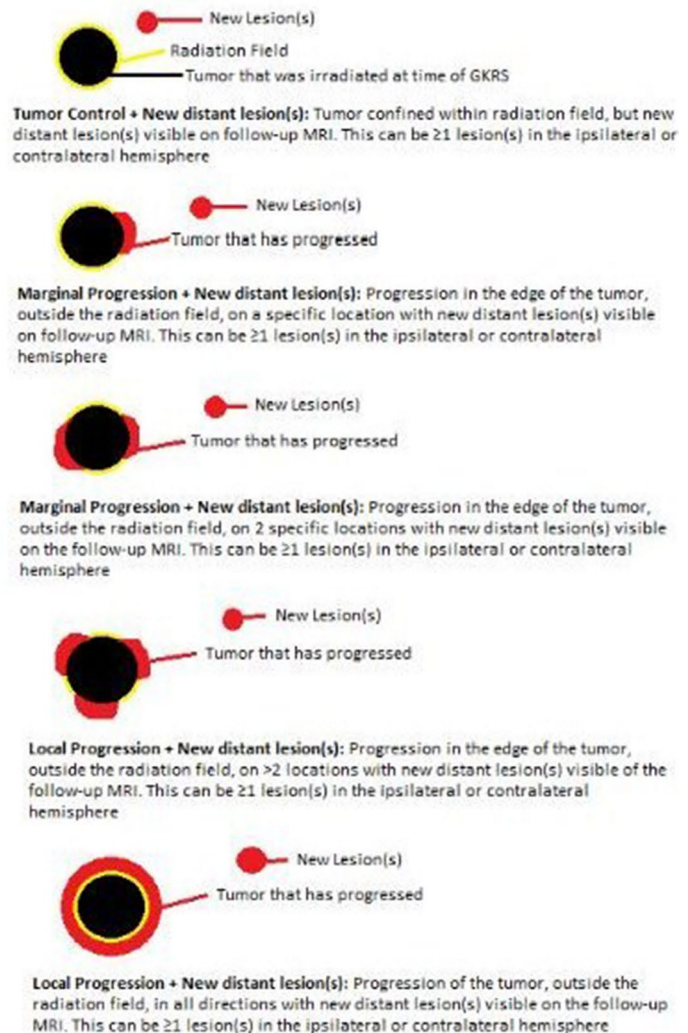 New Lesion(s)
Radiation Field
Tumor that was irradiated at time of GKRS
Tumor Control + New distant lesion(s): Tumor confined within radiation field, but new
distant lesion(s) visible on follow-up MRI. This can be ≥1 lesion(s) in the ipsilateral or
contralateral hemisphere
New Lesion(s)
Tumor that has progressed
Marginal Progression + New distant lesion(s): Progression in the edge of the tumor,
outside the radiation field, on a specific location with new distant lesion(s) visible
on follow-up MRI. This can be ≥1 lesion(s) in the ipsilateral or contralateral
hemisphere
New Lesion(s)
Tumor that has progressed
Marginal Progression + New distant lesion(s): Progression in the edge of the tumor,
outside the radiation field, on 2 specific locations with new distant lesion(s) visible
on the follow-up MRI. This can be ≥1 lesion(s) in the ipsilateral or contralateral
hemisphere
New Lesion(s)
Tumor that has progressed
Local Progression + New distant lesion(s): Progression in the edge of the tumor,
outside the radiation field, on >2 locations with new distant lesion(s) visible of the
follow-up MRI. This can be ≥1 lesion(s) in the ipsilateral or contralateral
hemisphere
New Lesion(s)
Tumor that has progressed
Local Progression + New distant lesion(s): Progression of the tumor, outside the
radiation field, in all directions with new distant lesion(s) visible on the follow-up
MRI. This can be ≥1 lesion(s) in the ipsilateral or contralateral hemisphere